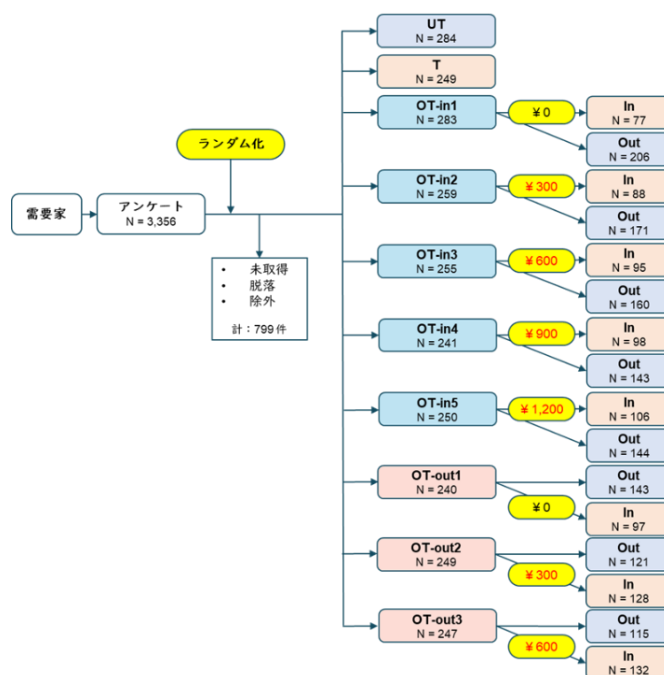 UT
N = 284
T
N = 249
OT-in1
N = 283
¥ 0
In
N = 77
Out
N = 206
ランダム化
需要家
アンケート
N = 3,356
• 未取得
• 脱落
• 除外
計：799 件
OT-in2
N = 259
¥ 300
In
N = 88
Out
N = 171
OT-in3
N = 255
¥ 600
In
N = 95
Out
N = 160
OT-in4
N = 241
¥ 900
In
N = 98
Out
N = 143
OT-in5
N = 250
¥ 1,200
In
N = 106
Out
N = 144
OT-out1
N = 240
Out
N = 143
¥ 0
In
N = 97
OT-out2
N = 249
Out
N = 121
¥ 300
In
N = 128
OT-out3
N = 247
Out
N = 115
¥ 600
In
N = 132